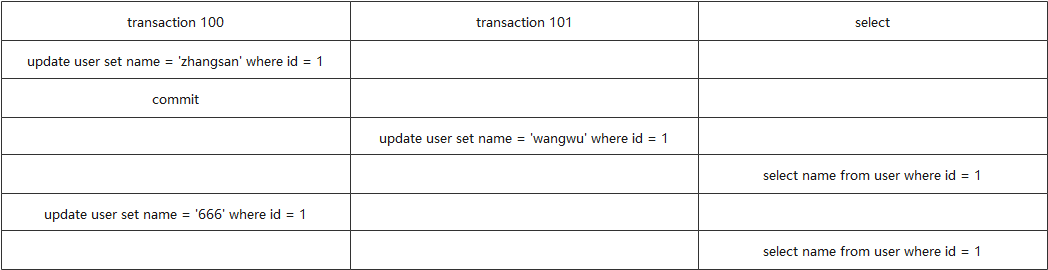 transaction 100 transaction 101 select
update user set name = 'zhangsan' where id = 1
commit
update user set name = 'wangwu' where id = 1
select name from user where id = 1
update user set name = '666' where id = 1
select name from user where id = 1